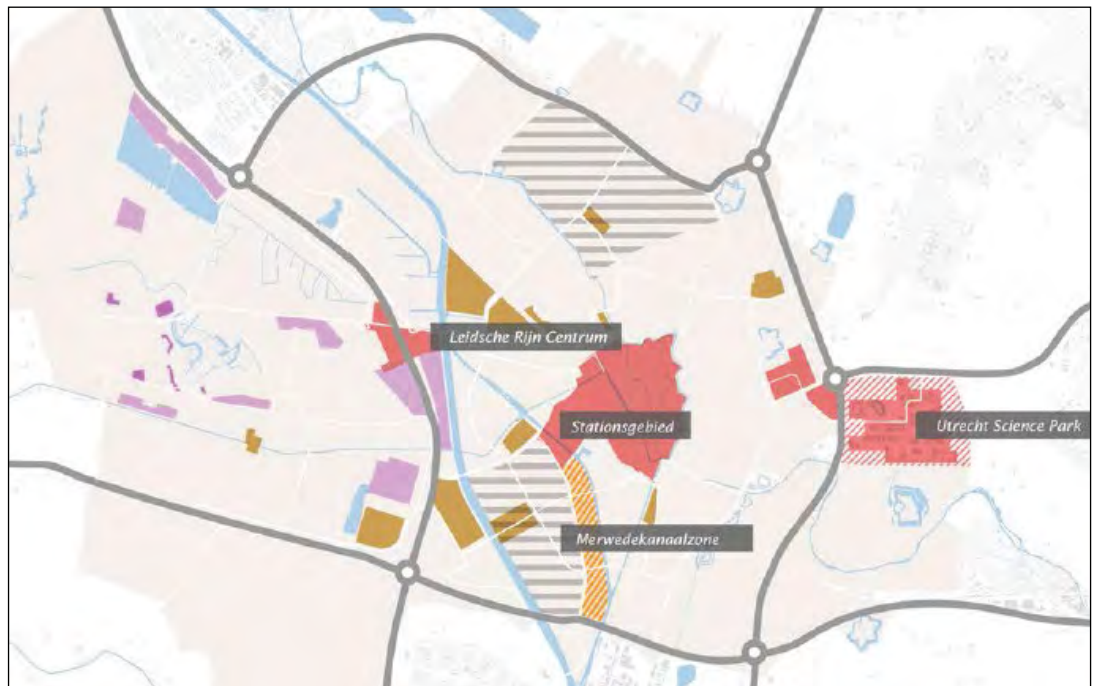 Leidsche Rijn Centrum
Stationsgebied
Utrecht Science Park
Merwedekanaalzone